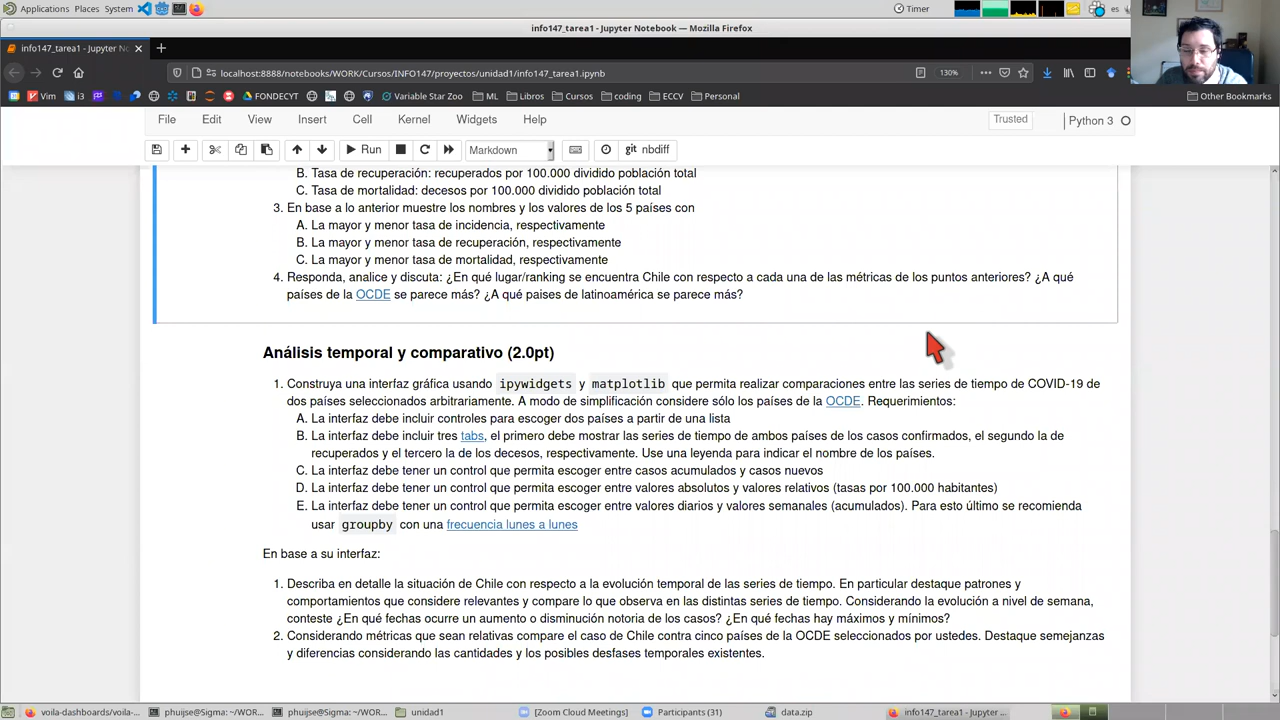 Applications Places System
Timer
es
info147_tarea1 - Jupyter Notebook — Mozilla Firefox
info147_tarea1 - Jupyter No
localhost:8888/notebooks/WORK/Cursos/INFO147/proyectos/unidad1/info147_tarea1.ipynb
130%
Vim i3 FONDECYT Variable Star Zoo ML Libros Cursos coding ECCV Personal Other Bookmarks
File Edit View Insert Cell Kernel Widgets Help
Trusted
Python 3
Run
Markdown
git nbdiff
B. Tasa de recuperación: recuperados por 100.000 dividido población total
C. Tasa de mortalidad: decesos por 100.000 dividido población total
3. En base a lo anterior muestre los nombres y los valores de los 5 países con
A. La mayor y menor tasa de incidencia, respectivamente
B. La mayor y menor tasa de recuperación, respectivamente
C. La mayor y menor tasa de mortalidad, respectivamente
4. Responda, analice y discuta: ¿En qué lugar/ranking se encuentra Chile con respecto a cada una de las métricas de los puntos anteriores? ¿A qué
países de la OCDE se parece más? ¿A qué paises de latinoamérica se parece más?
Análisis temporal y comparativo (2.0pt)
1. Construya una interfaz gráfica usando ipywidgets y matplotlib que permita realizar comparaciones entre las series de tiempo de COVID-19 de
dos países seleccionados arbitrariamente. A modo de simplificación considere sólo los países de la OCDE. Requerimientos:
A. La interfaz debe incluir controles para escoger dos países a partir de una lista
B. La interfaz debe incluir tres tabs, el primero debe mostrar las series de tiempo de ambos países de los casos confirmados, el segundo la de
recuperados y el tercero la de los decesos, respectivamente. Use una leyenda para indicar el nombre de los países.
C. La interfaz debe tener un control que permita escoger entre casos acumulados y casos nuevos
D. La interfaz debe tener un control que permita escoger entre valores absolutos y valores relativos (tasas por 100.000 habitantes)
E. La interfaz debe tener un control que permita escoger entre valores diarios y valores semanales (acumulados). Para esto último se recomienda
usar groupby con una frecuencia lunes a lunes
En base a su interfaz:
1. Describa en detalle la situación de Chile con respecto a la evolución temporal de las series de tiempo. En particular destaque patrones y
comportamientos que considere relevantes y compare lo que observa en las distintas series de tiempo. Considerando la evolución a nivel de semana,
conteste ¿En qué fechas ocurre un aumento o disminución notoria de los casos? ¿En qué fechas hay máximos y mínimos?
2. Considerando métricas que sean relativas compare el caso de Chile contra cinco países de la OCDE seleccionados por ustedes. Destaque semejanzas
y diferencias considerando las cantidades y los posibles desfases temporales existentes.
voila-dashboards/voila-... phuijse@Sigma: ~/WOR... phuijse@Sigma: ~/WOR... unidad1 [Zoom Cloud Meetings] Participants (31) data.zip info147_tarea1 - Jupyter ...